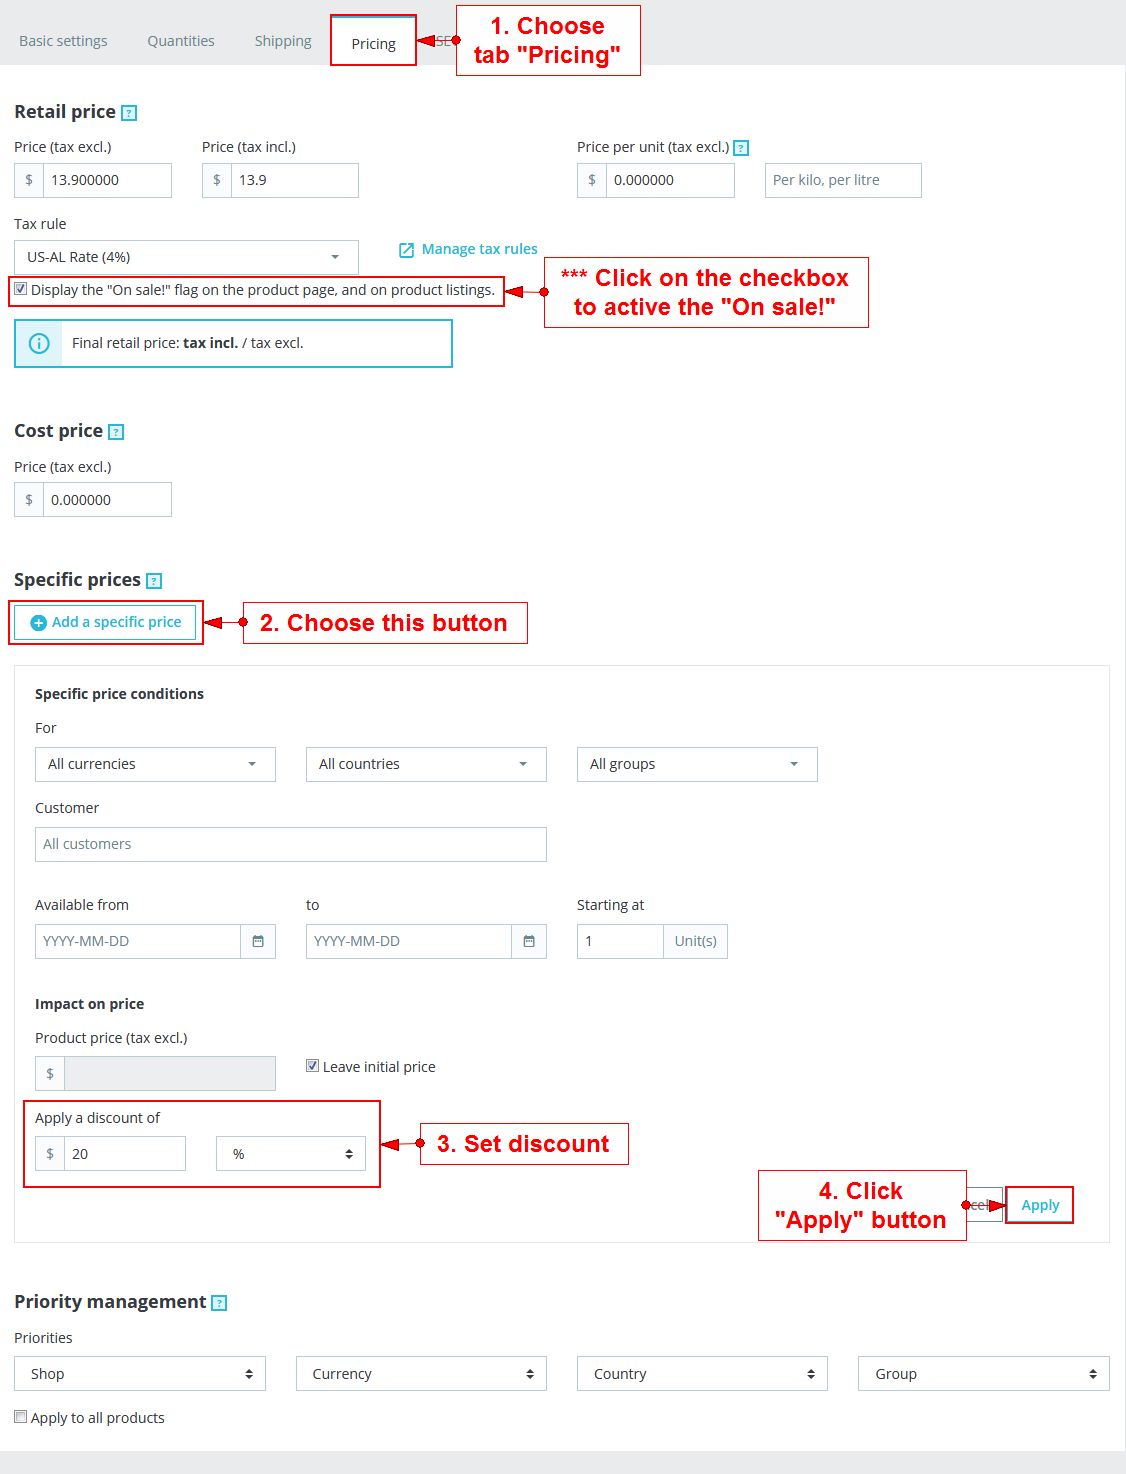 Basic settings Quantities Shipping Pricing SE
1. Choose
tab "Pricing"
Retail price ?
Price (tax excl.) Price (tax incl.) Price per unit (tax excl.) ?
$ 13.900000 $ 13.9 $ 0.000000 Per kilo, per litre
Tax rule
US-AL Rate (4%) Manage tax rules
Display the "On sale!" flag on the product page, and on product listings.
*** Click on the checkbox
to active the "On sale!"
Final retail price: tax incl. / tax excl.
Cost price ?
Price (tax excl.)
$ 0.000000
Specific prices ?
Add a specific price
2. Choose this button
Specific price conditions
For
All currencies All countries All groups
Customer
All customers
Available from to Starting at
YYYY-MM-DD YYYY-MM-DD 1 Unit(s)
Impact on price
Product price (tax excl.)
$ Leave initial price
Apply a discount of
$ 20 %
3. Set discount
4. Click
"Apply" button
cel Apply
Priority management ?
Priorities
Shop Currency Country Group
Apply to all products